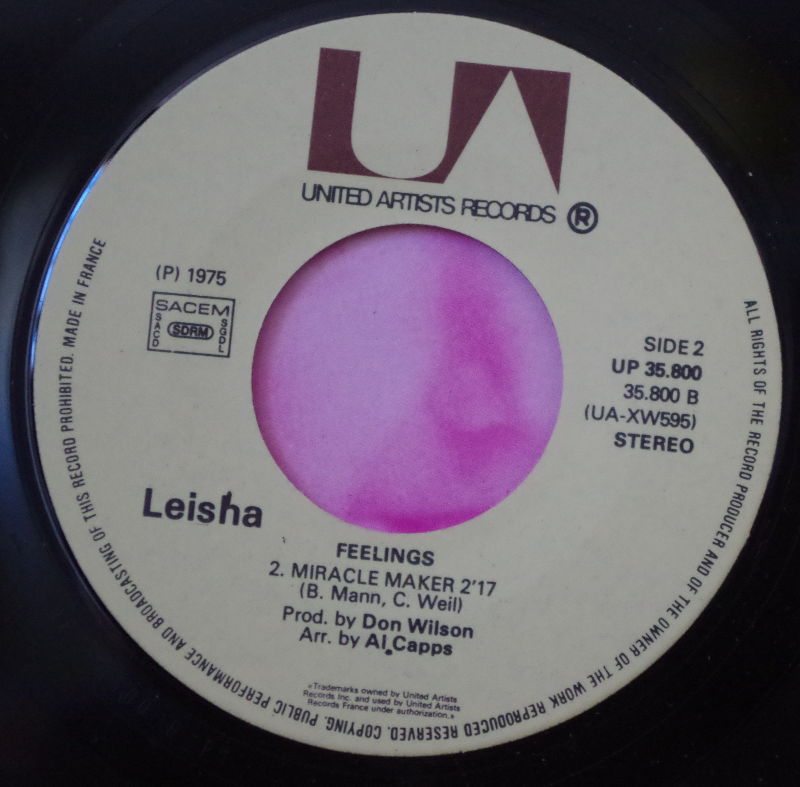 UA
UNITED ARTISTS RECORDS ®
(P) 1975
SACEM
SACD
SDRM
SGDL
SIDE 2
UP 35.800
35.800 B
(UA-XW595)
STEREO
Leisha
FEELINGS
2. MIRACLE MAKER 2'17
(B. Mann, C. Weil)
Prod. by Don Wilson
Arr. by Al Capps
«Trademarks owned by United Artists
Records Inc. and used by United Artists
Records France under authorization.»
ALL RIGHTS OF THE RECORD PRODUCER AND OF THE OWNER OF THE WORK REPRODUCED RESERVED. COPYING. PUBLIC PERFORMANCE AND BROADCASTING OF THIS RECORD PROHIBITED. MADE IN FRANCE